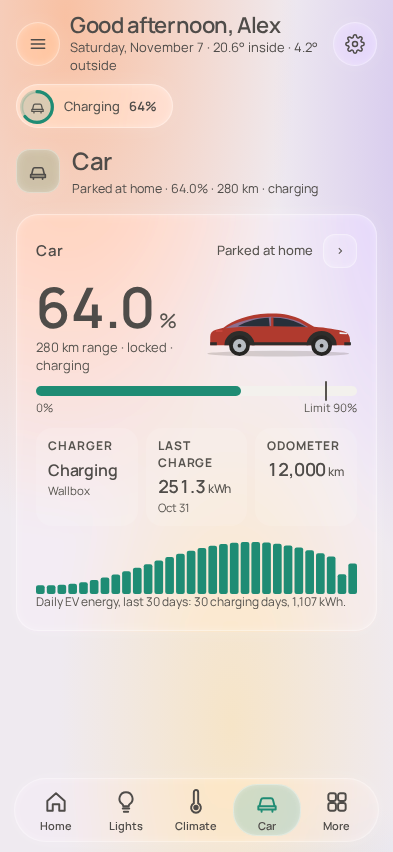 Good afternoon, Alex
Saturday, November 7 · 20.6° inside · 4.2°
outside
Charging 64%
Car
Parked at home · 64.0% · 280 km · charging
Car
Parked at home
64.0%
280 km range · locked ·
charging
0%
Limit 90%
CHARGER
Charging
Wallbox
LAST
CHARGE
251.3 kWh
Oct 31
ODOMETER
12,000 km
Daily EV energy, last 30 days: 30 charging days, 1,107 kWh.
Home
Lights
Climate
Car
More